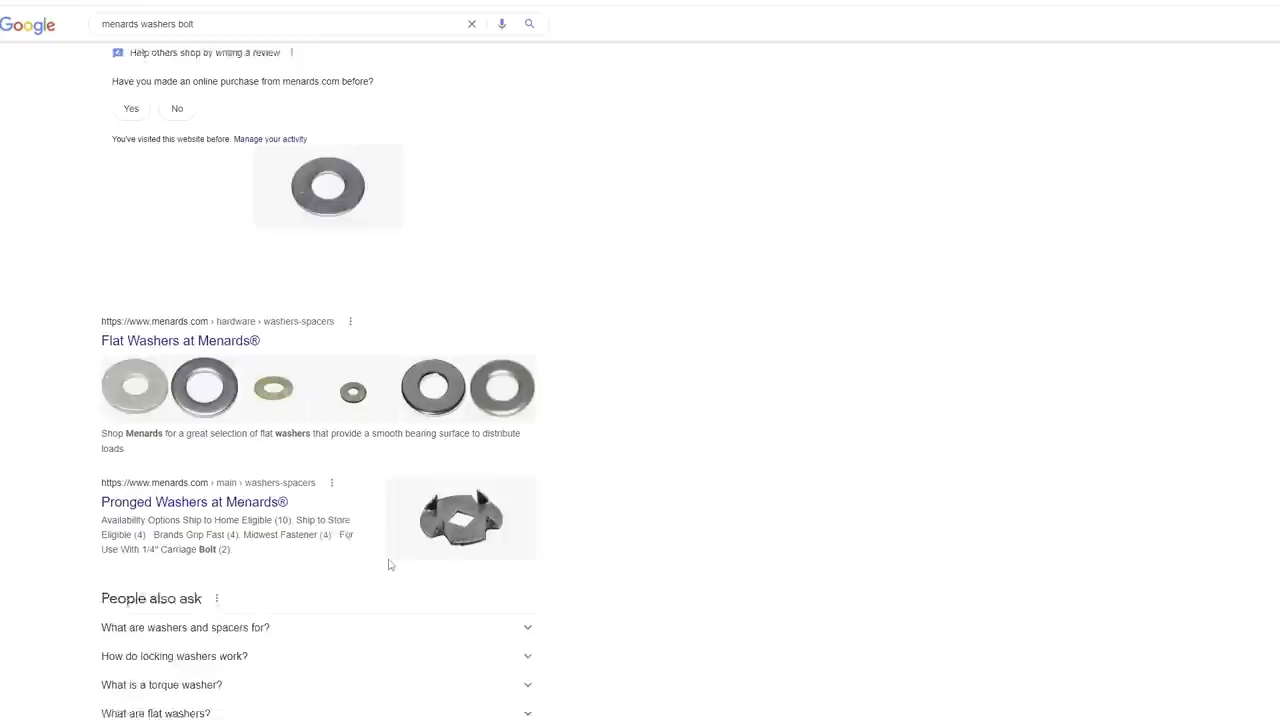 Google
menards washers bolt
Help others shop by writing a review
Have you made an online purchase from menards.com before?
Yes
No
You've visited this website before. Manage your activity
https://www.menards.com › hardware › washers-spacers
Flat Washers at Menards®
Shop Menards for a great selection of flat washers that provide a smooth bearing surface to distribute
loads
https://www.menards.com › main › washers-spacers
Pronged Washers at Menards®
Availability Options Ship to Home Eligible (10). Ship to Store
Eligible (4) Brands Grip Fast (4). Midwest Fastener (4) For
Use With 1/4" Carriage Bolt (2).
People also ask
What are washers and spacers for?
How do locking washers work?
What is a torque washer?
What are flat washers?